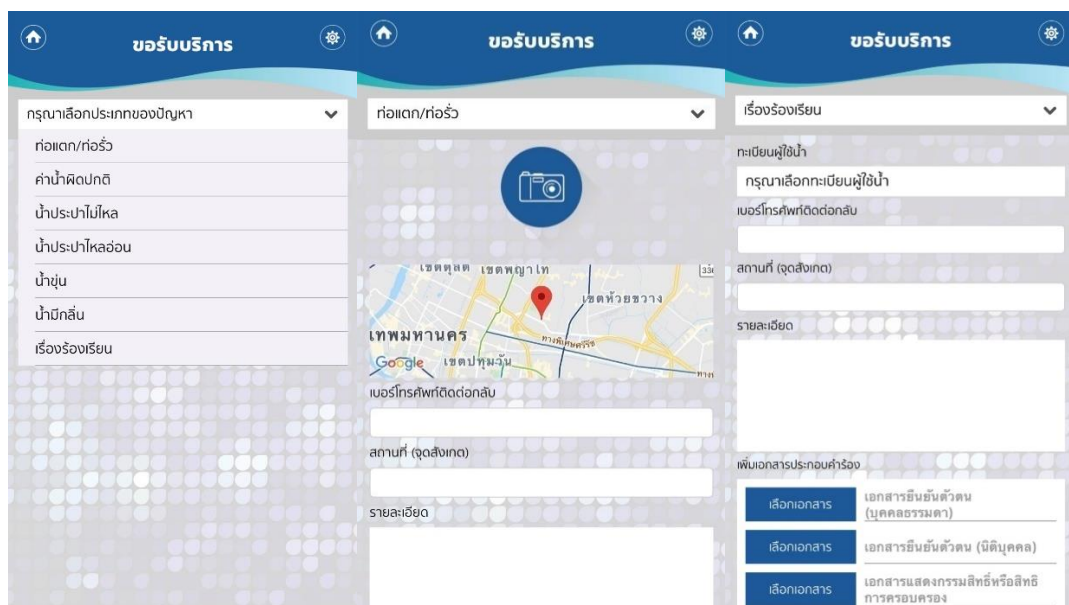 ขอรับบริการ
กรุณาเลือกประเภทของปัญหา
ท่อแตก/ท่อรั่ว
ค่าน้ำผิดปกติ
น้ำประปาไม่ไหล
น้ำประปาไหลอ่อน
น้ำขุ่น
น้ำมีกลิ่น
เรื่องร้องเรียน
ขอรับบริการ
ท่อแตก/ท่อรั่ว
เขตดุสิต เขตพญาไท
เขตห้วยขวาง
เทพมหานคร
ทางพิเศษศรีรัช
Google เขตปทุมวัน
เบอร์โทรศัพท์ติดต่อกลับ
สถานที่ (จุดสังเกต)
รายละเอียด
ขอรับบริการ
เรื่องร้องเรียน
ทะเบียนผู้ใช้น้ำ
กรุณาเลือกทะเบียนผู้ใช้น้ำ
เบอร์โทรศัพท์ติดต่อกลับ
สถานที่ (จุดสังเกต)
รายละเอียด
เพิ่มเอกสารประกอบคำร้อง
เลือกเอกสาร
เอกสารยืนยันตัวตน
(บุคคลธรรมดา)
เลือกเอกสาร
เอกสารยืนยันตัวตน (นิติบุคคล)
เลือกเอกสาร
เอกสารแสดงกรรมสิทธิ์หรือสิทธิ
การครอบครอง